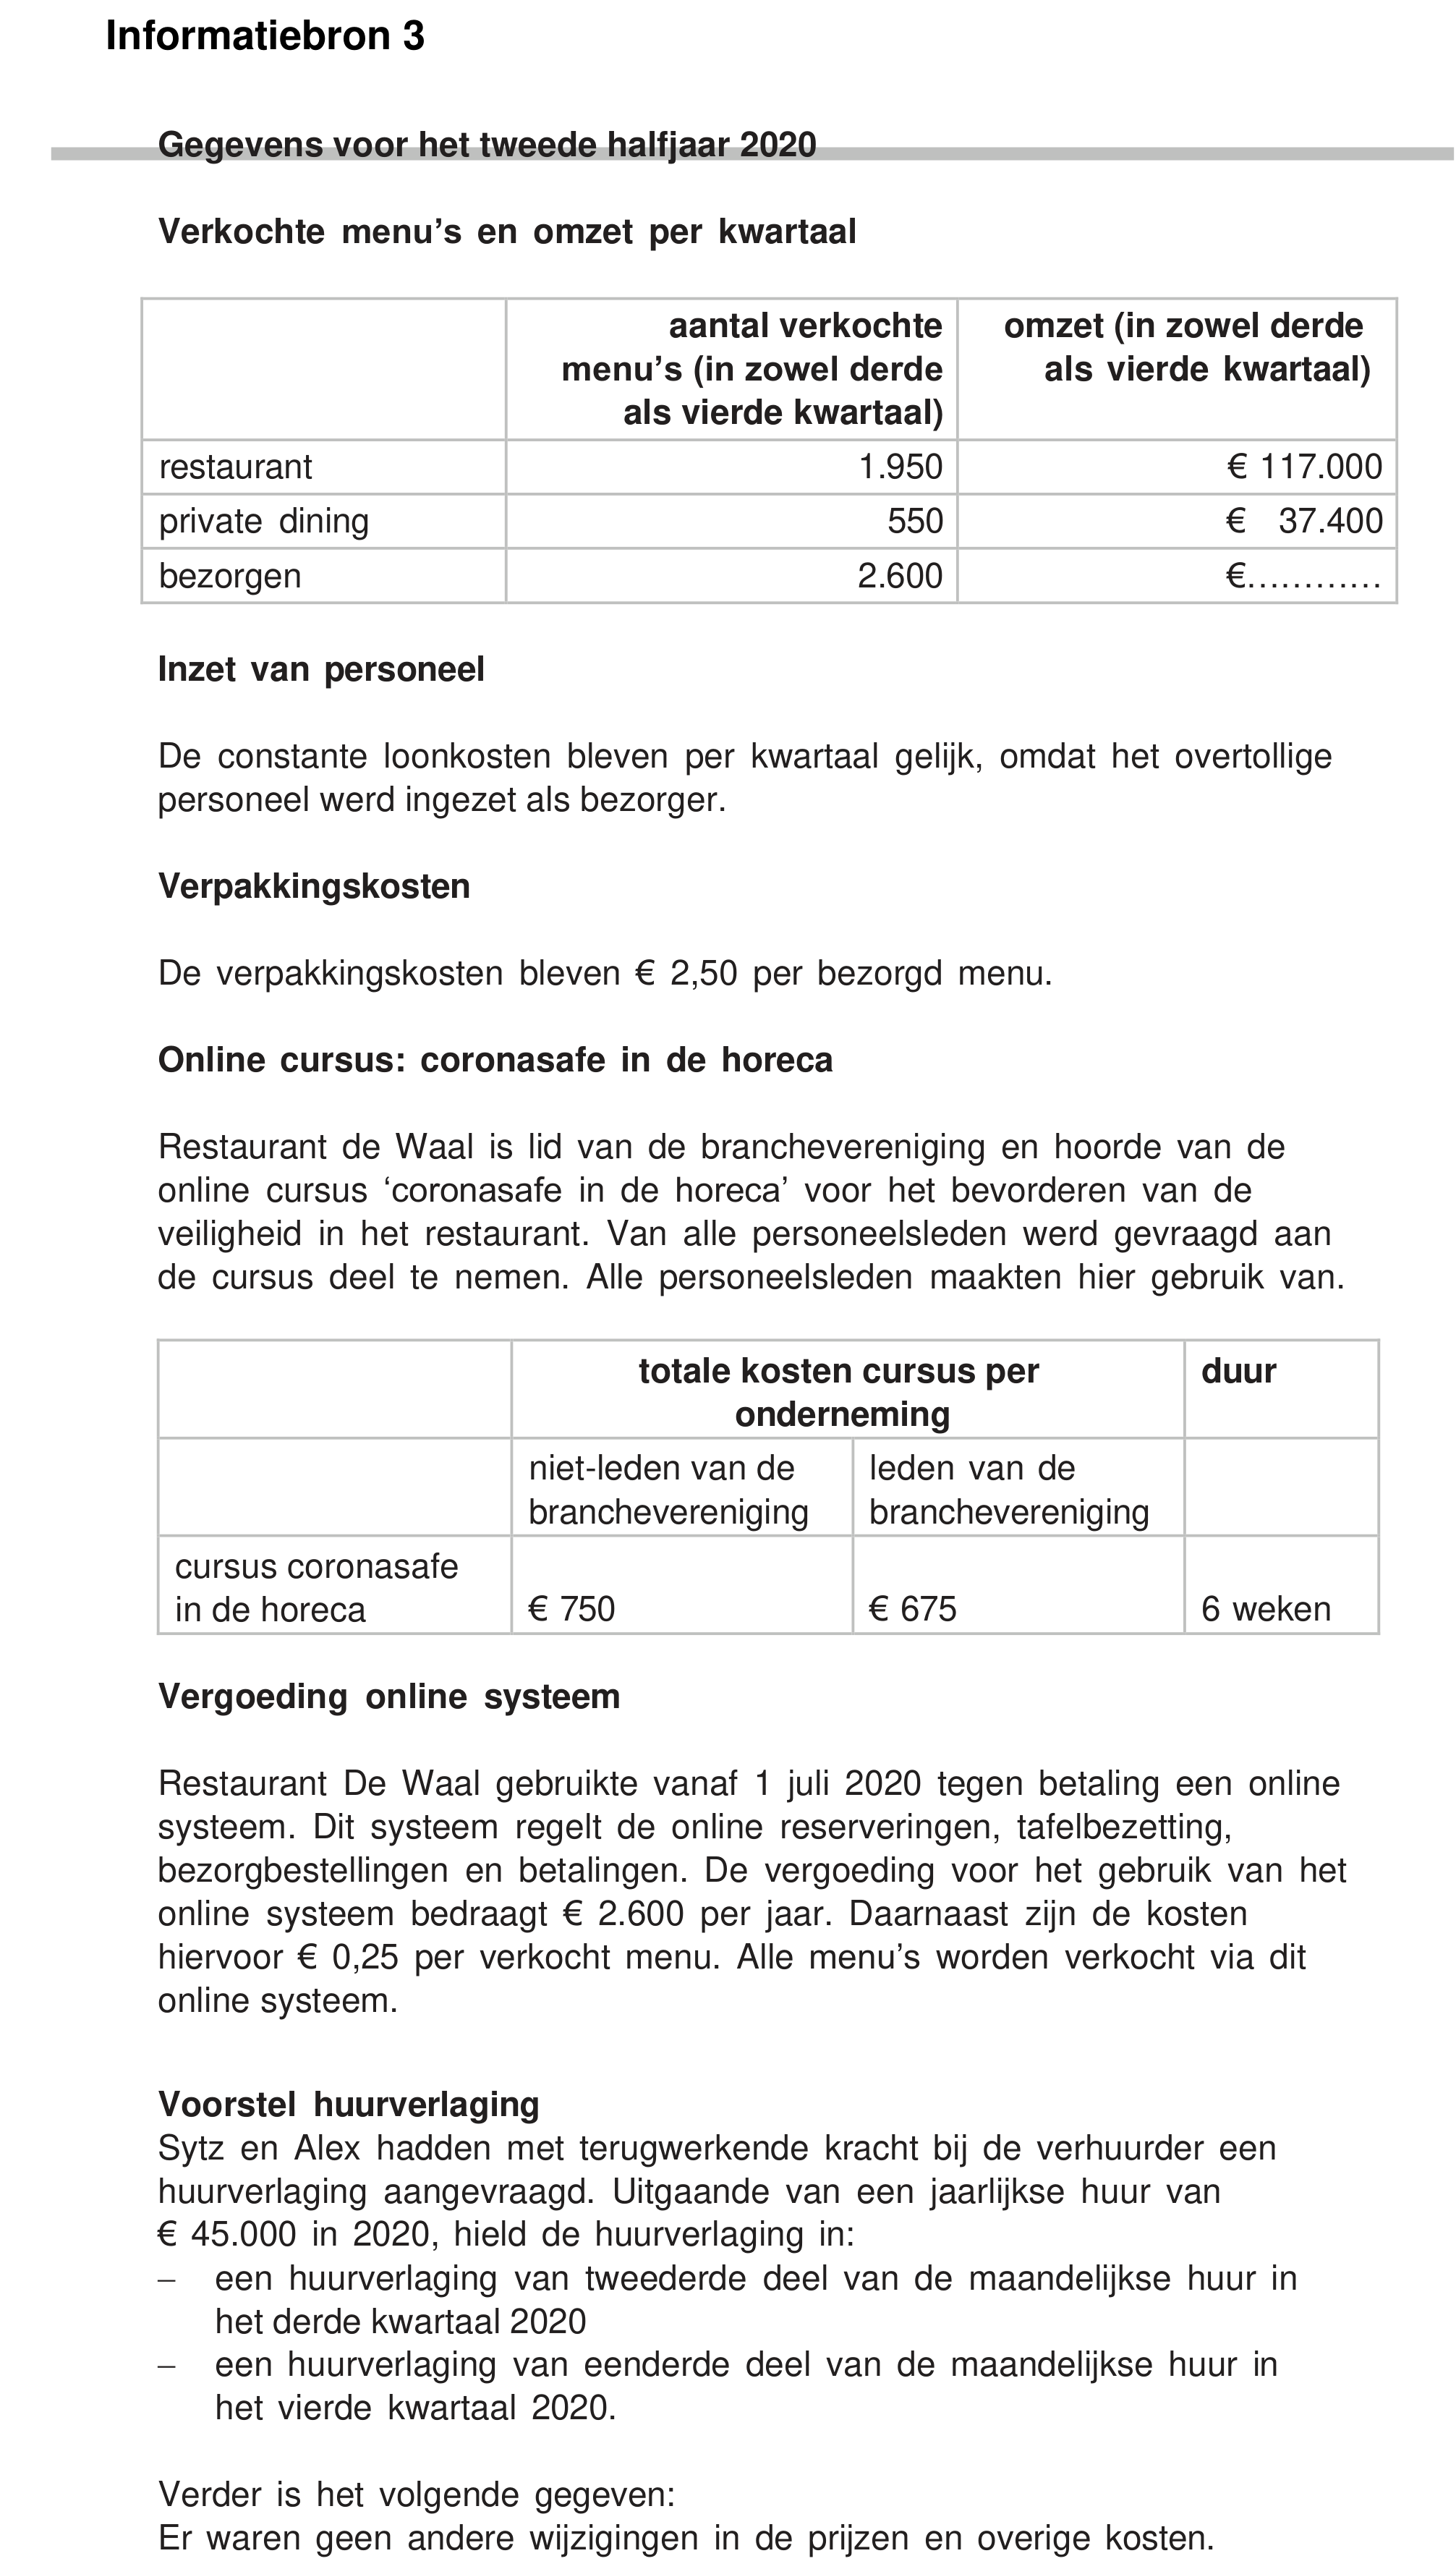 Informatiebron 3
Gegevens voor het tweede halfjaar 2020
Verkochte menu’s en omzet per kwartaal
aantal verkochte
menu’s (in zowel derde
als vierde kwartaal)
omzet (in zowel derde
als vierde kwartaal)
restaurant 1.950 € 117.000
private dining 550 € 37.400
bezorgen 2.600 €............
Inzet van personeel
De constante loonkosten bleven per kwartaal gelijk, omdat het overtollige
personeel werd ingezet als bezorger.
Verpakkingskosten
De verpakkingskosten bleven € 2,50 per bezorgd menu.
Online cursus: coronasafe in de horeca
Restaurant de Waal is lid van de branchevereniging en hoorde van de
online cursus ‘coronasafe in de horeca’ voor het bevorderen van de
veiligheid in het restaurant. Van alle personeelsleden werd gevraagd aan
de cursus deel te nemen. Alle personeelsleden maakten hier gebruik van.
totale kosten cursus per
onderneming
duur
niet-leden van de
branchevereniging
leden van de
branchevereniging
cursus coronasafe
in de horeca € 750 € 675 6 weken
Vergoeding online systeem
Restaurant De Waal gebruikte vanaf 1 juli 2020 tegen betaling een online
systeem. Dit systeem regelt de online reserveringen, tafelbezetting,
bezorgbestellingen en betalingen. De vergoeding voor het gebruik van het
online systeem bedraagt € 2.600 per jaar. Daarnaast zijn de kosten
hiervoor € 0,25 per verkocht menu. Alle menu’s worden verkocht via dit
online systeem.
Voorstel huurverlaging
Sytz en Alex hadden met terugwerkende kracht bij de verhuurder een
huurverlaging aangevraagd. Uitgaande van een jaarlijkse huur van
€ 45.000 in 2020, hield de huurverlaging in:
– een huurverlaging van tweederde deel van de maandelijkse huur in
het derde kwartaal 2020
– een huurverlaging van eenderde deel van de maandelijkse huur in
het vierde kwartaal 2020.
Verder is het volgende gegeven:
Er waren geen andere wijzigingen in de prijzen en overige kosten.